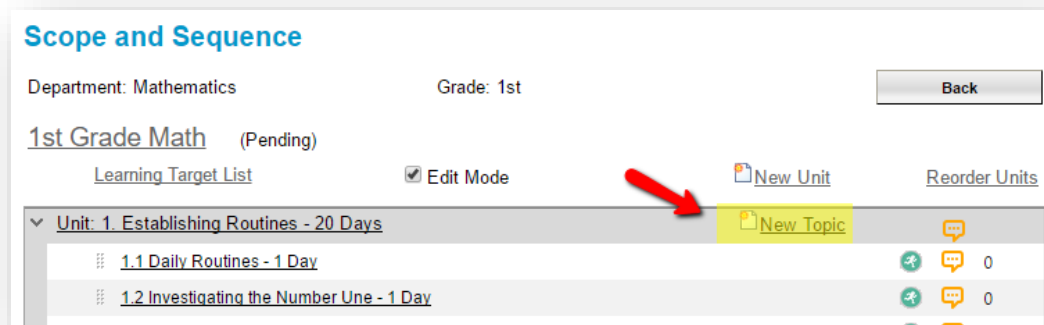 Scope and Sequence
Department: Mathematics Grade: 1st Back
1st Grade Math (Pending)
Learning Target List Edit Mode New Unit Reorder Units
Unit: 1. Establishing Routines - 20 Days New Topic
1.1 Daily Routines - 1 Day 0
1.2 Investigating the Number Une - 1 Day 0